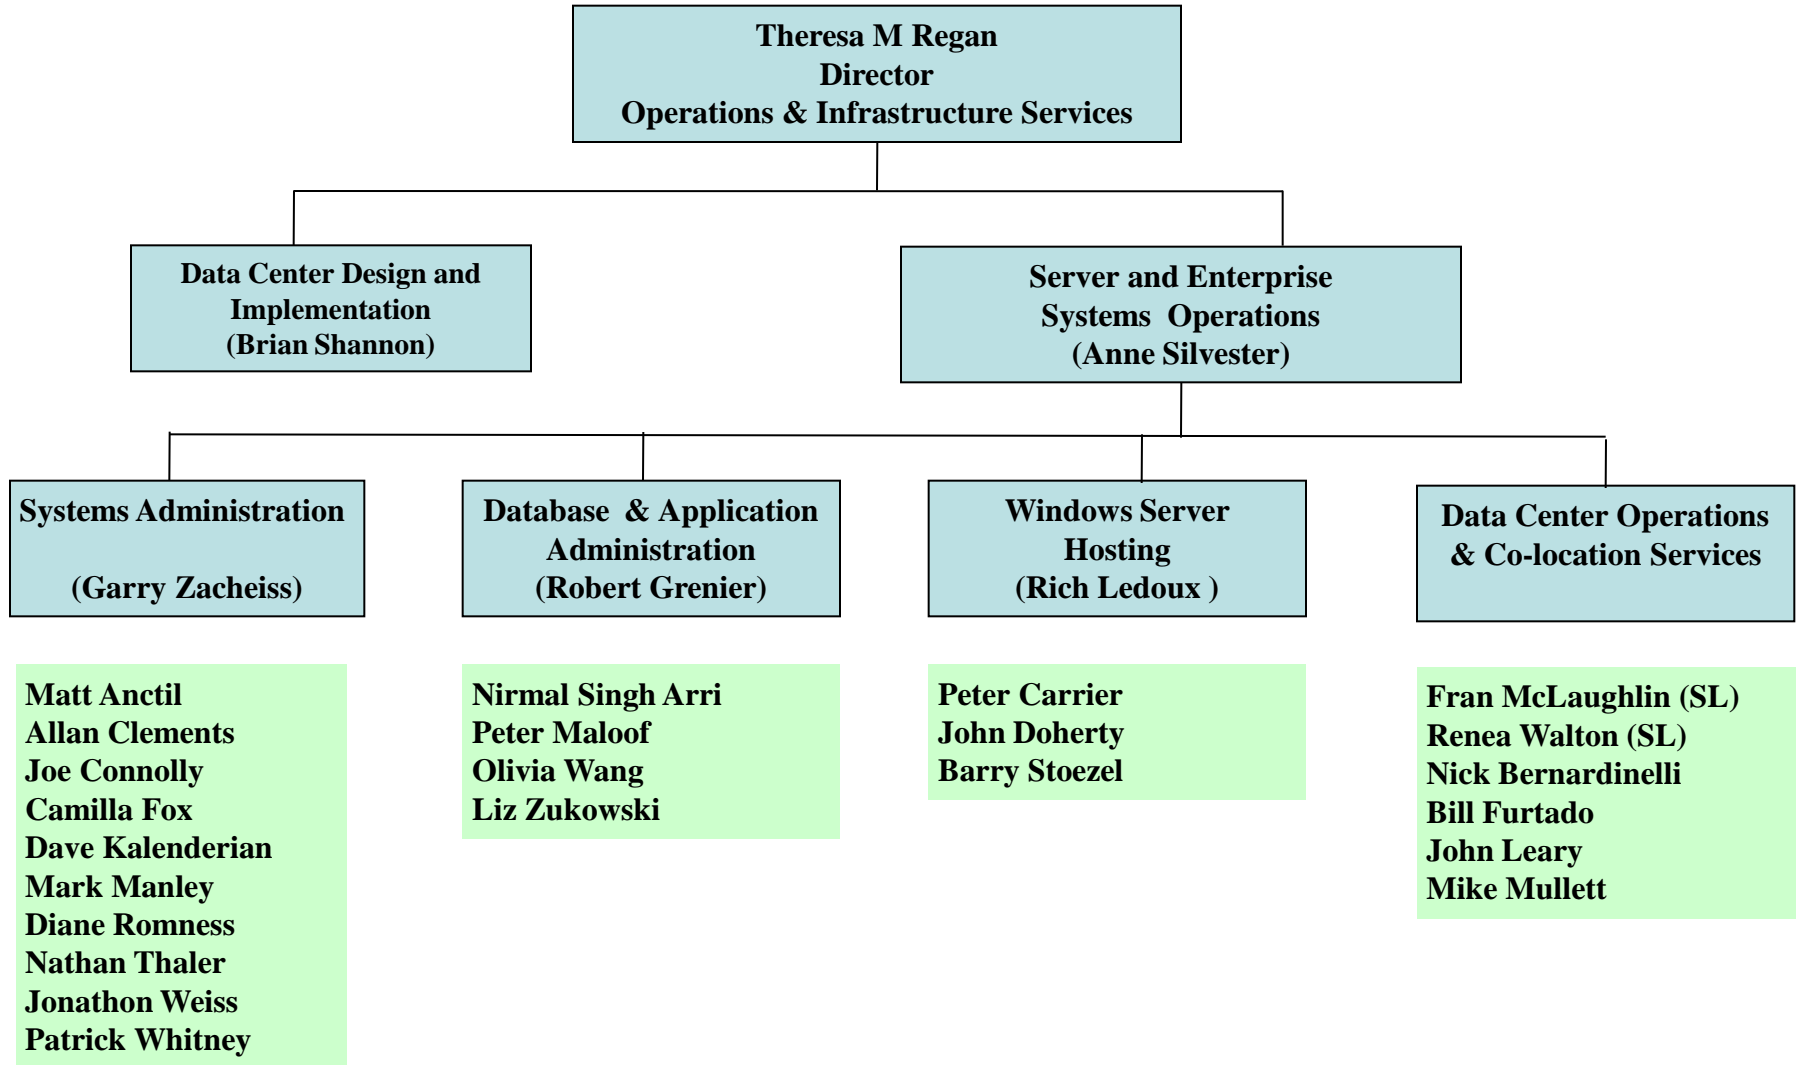 Theresa M Regan
Director
Operations & Infrastructure Services
Data Center Design and
Implementation
(Brian Shannon)
Server and Enterprise
Systems Operations
(Anne Silvester)
Systems Administration
(Garry Zacheiss)
Database & Application
Administration
(Robert Grenier)
Windows Server
Hosting
(Rich Ledoux )
Data Center Operations
& Co-location Services
Matt Anctil
Allan Clements
Joe Connolly
Camilla Fox
Dave Kalenderian
Mark Manley
Diane Romness
Nathan Thaler
Jonathon Weiss
Patrick Whitney
Nirmal Singh Arri
Peter Maloof
Olivia Wang
Liz Zukowski
Peter Carrier
John Doherty
Barry Stoezel
Fran McLaughlin (SL)
Renea Walton (SL)
Nick Bernardinelli
Bill Furtado
John Leary
Mike Mullett